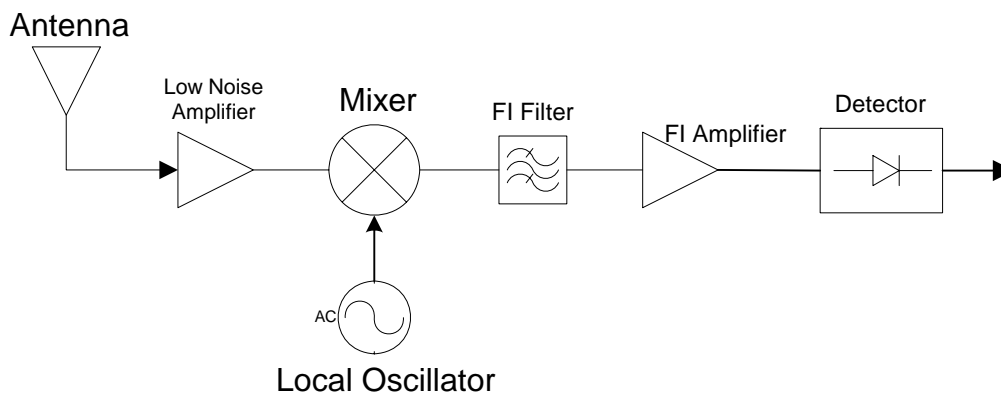 Antenna
Low Noise
Amplifier
Mixer
FI Filter
FI Amplifier
Detector
AC
Local Oscillator